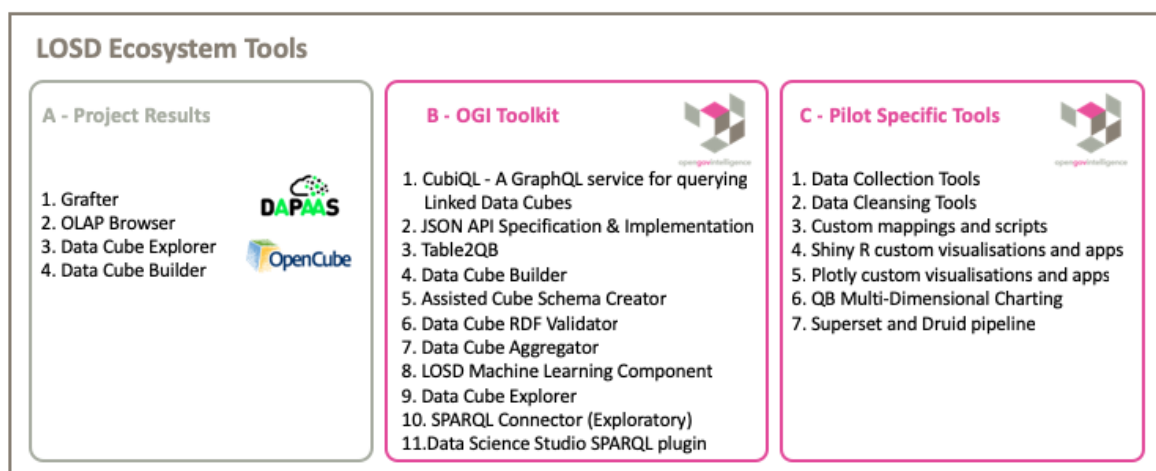 LOSD Ecosystem Tools
A - Project Results
1. Grafter
2. OLAP Browser
3. Data Cube Explorer
4. Data Cube Builder
DAPAAS
OpenCube
B - OGI Toolkit
opengovintelligence
1. CubiQL - A GraphQL service for querying
Linked Data Cubes
2. JSON API Specification & Implementation
3. Table2QB
4. Data Cube Builder
5. Assisted Cube Schema Creator
6. Data Cube RDF Validator
7. Data Cube Aggregator
8. LOSD Machine Learning Component
9. Data Cube Explorer
10. SPARQL Connector (Exploratory)
11.Data Science Studio SPARQL plugin
C - Pilot Specific Tools
opengovintelligence
1. Data Collection Tools
2. Data Cleansing Tools
3. Custom mappings and scripts
4. Shiny R custom visualisations and apps
5. Plotly custom visualisations and apps
6. QB Multi-Dimensional Charting
7. Superset and Druid pipeline